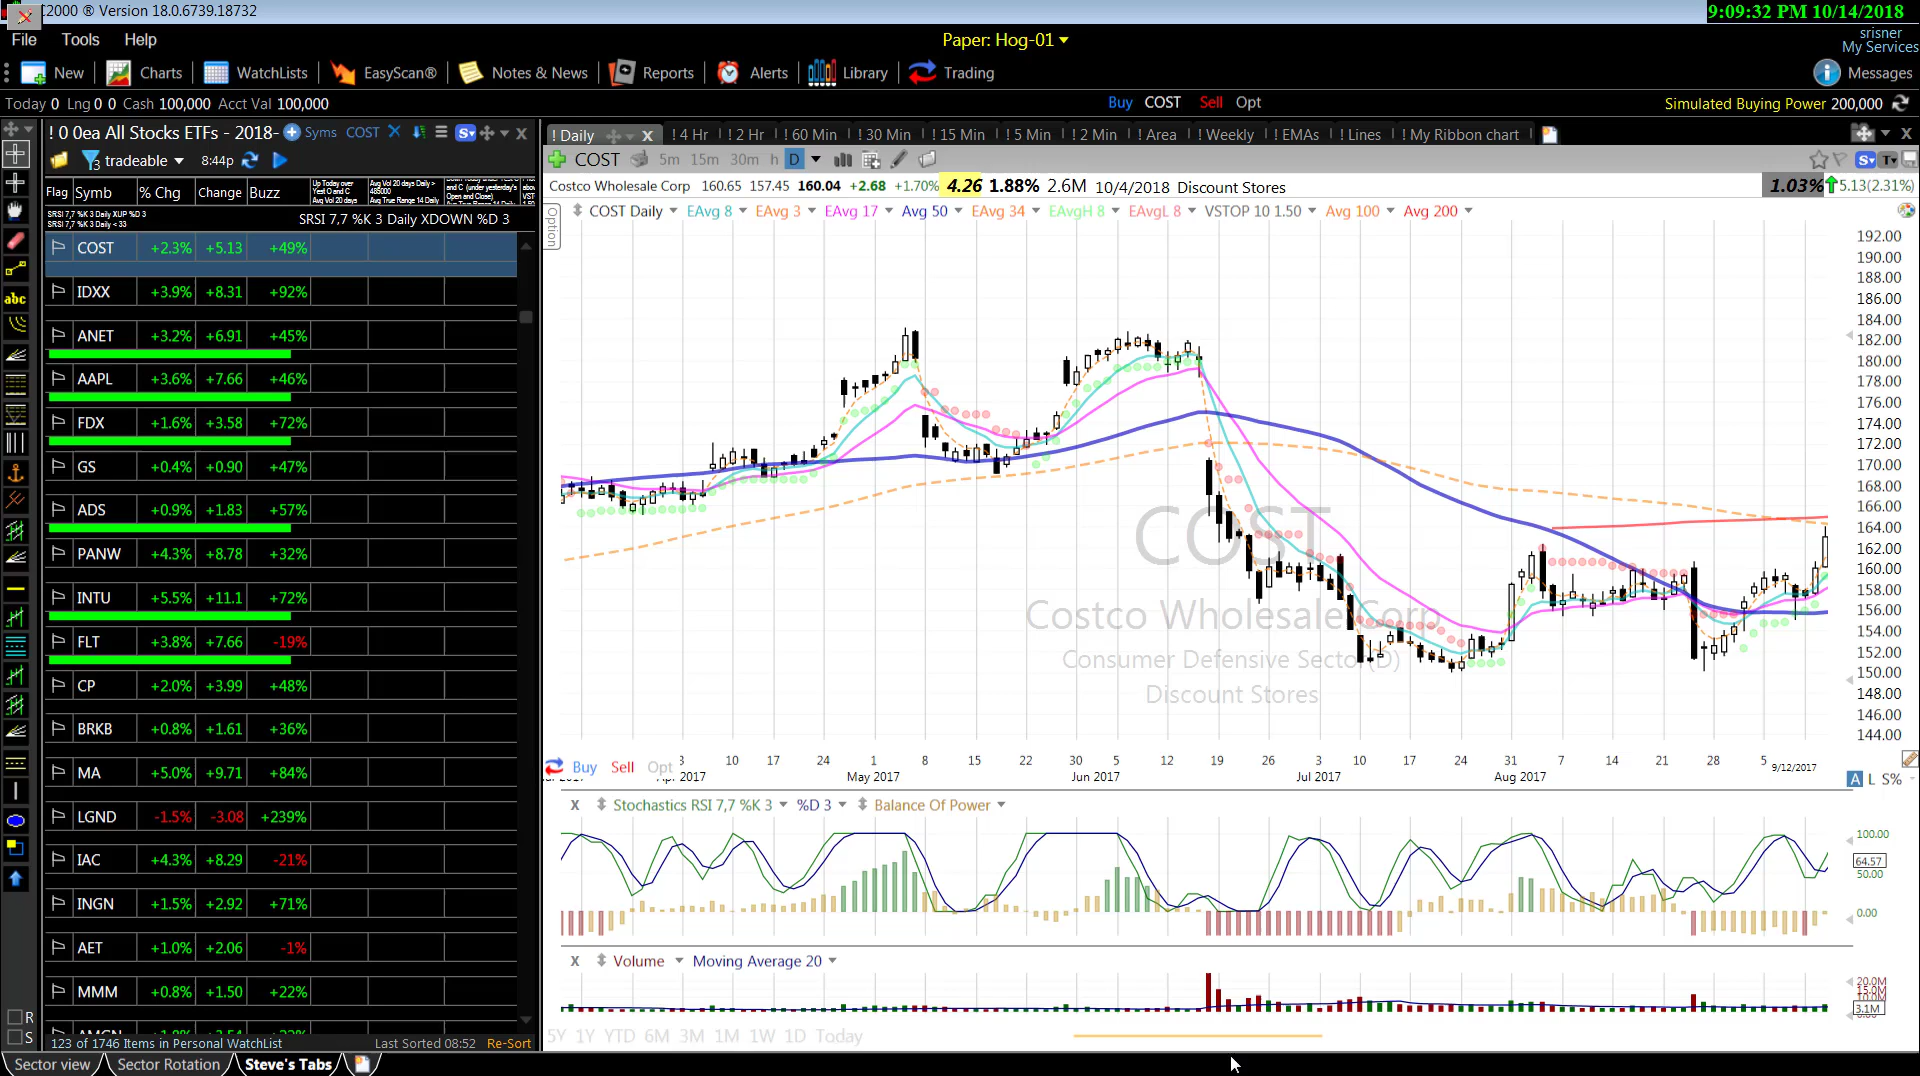 2000 ® Version 18.0.6739.18732
9:09:32 PM 10/14/2018
File Tools Help
Paper: Hog-01
srisner
My Services
New Charts WatchLists EasyScan® Notes & News Reports Alerts Library Trading
Messages
Today 0 Lng 0 0 Cash 100,000 Acct Val 100,000
Buy COST Sell Opt
Simulated Buying Power 200,000
! 0 0ea All Stocks ETFs - 2018- Syms COST
! Daily ! 4 Hr ! 2 Hr ! 60 Min ! 30 Min ! 15 Min ! 5 Min ! 2 Min ! Area ! Weekly ! EMAs ! Lines ! My Ribbon chart
tradeable 8:44p
COST 5m 15m 30m h D
Flag Symb % Chg Change Buzz
Costco Wholesale Corp 160.65 157.45 160.04 +2.68 +1.70% 4.26 1.88% 2.6M 10/4/2018 Discount Stores
1.03% 5.13(2.31%)
SRSI 7,7 %K 3 Daily XUP %D 3
SRSI 7,7 %K 3 Daily < 33
SRSI 7,7 %K 3 Daily XDOWN %D 3
Option
COST Daily EAvg 8 EAvg 3 EAvg 17 Avg 50 EAvg 34 EAvgH 8 EAvgL 8 VSTOP 10 1.50 Avg 100 Avg 200
COST +2.3% +5.13 +49%
IDXX +3.9% +8.31 +92%
ANET +3.2% +6.91 +45%
AAPL +3.6% +7.66 +46%
FDX +1.6% +3.58 +72%
GS +0.4% +0.90 +47%
ADS +0.9% +1.83 +57%
PANW +4.3% +8.78 +32%
INTU +5.5% +11.1 +72%
FLT +3.8% +7.66 -19%
CP +2.0% +3.99 +48%
BRKB +0.8% +1.61 +36%
MA +5.0% +9.71 +84%
LGND -1.5% -3.08 +239%
IAC +4.3% +8.29 -21%
INGN +1.5% +2.92 +71%
AET +1.0% +2.06 -1%
MMM +0.8% +1.50 +22%
123 of 1746 Items in Personal WatchList Last Sorted 08:52 Re-Sort
abc
R
S
192.00
190.00
188.00
186.00
184.00
182.00
180.00
178.00
176.00
174.00
172.00
170.00
168.00
166.00
164.00
162.00
160.00
158.00
156.00
154.00
152.00
150.00
148.00
146.00
144.00
COST
Costco Wholesale Corp
Consumer Defensive Sector(D)
Discount Stores
Buy Sell Opt
3 10 17 24 1 8 15 22 30 5 12 19 26 3 10 17 24 31 7 14 21 28 5 9/12/2017
Apr 2017 May 2017 Jun 2017 Jul 2017 Aug 2017
A L S%
X Stochastics RSI 7,7 %K 3 %D 3 Balance Of Power
100.00
64.57
50.00
0.00
X Volume Moving Average 20
20.0M
15.0M
10.0M
3.1M
5Y 1Y YTD 6M 3M 1M 1W 1D Today
Sector view Sector Rotation Steve's Tabs